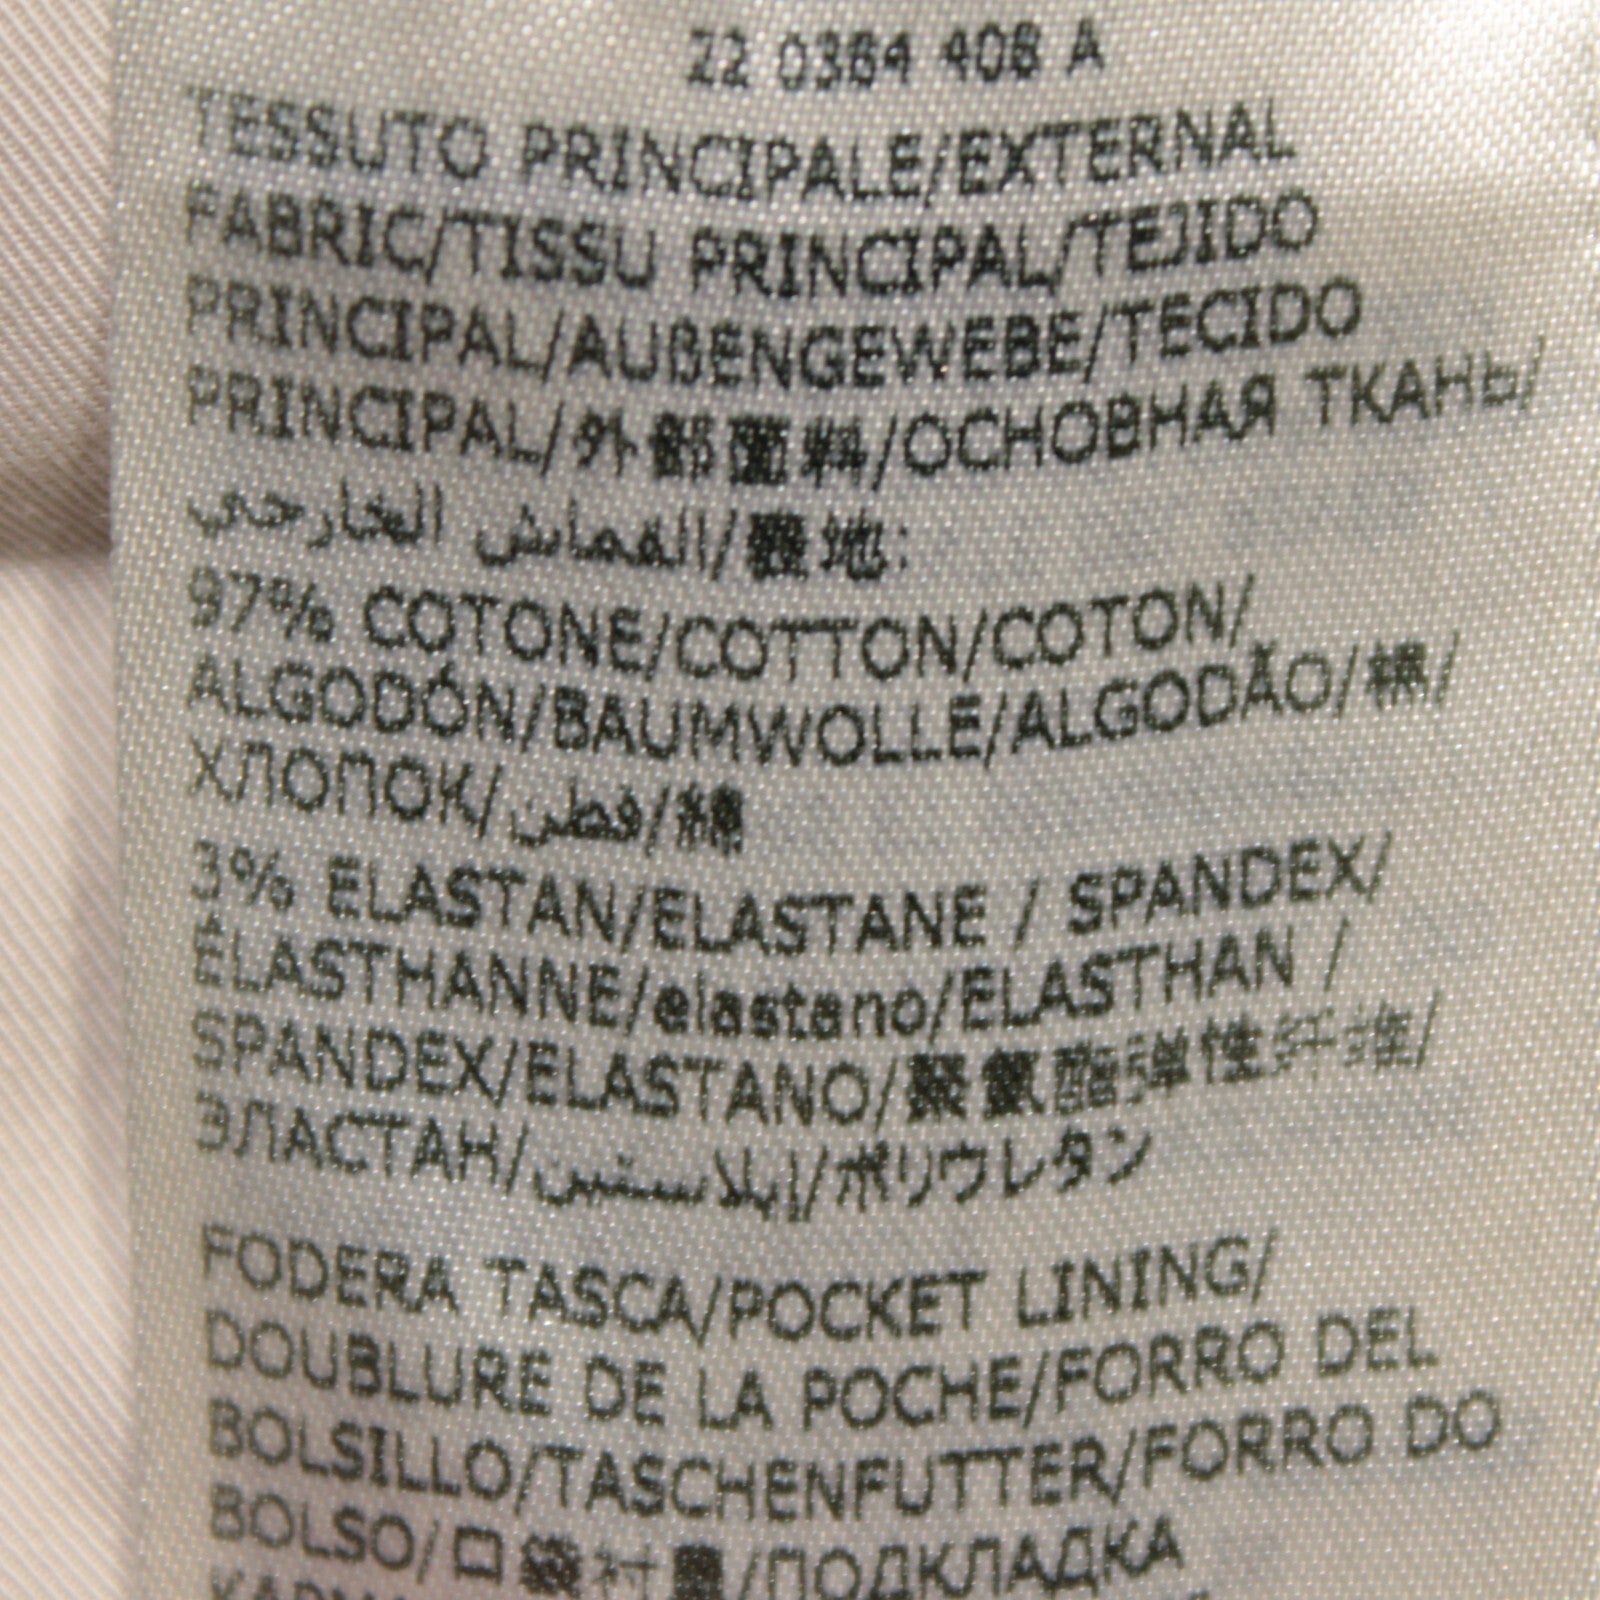 22 0364 408 A
TESSUTO PRINCIPALE/EXTERNAL
FABRIC/TISSU PRINCIPAL/TEJIDO
PRINCIPAL/AUßENGEWEBE/TECIDO
PRINCIPAL/外部面料/ОСНОВНАЯ ТКАНЬ/
القماش الخارجي/表地:
97% COTONE/COTTON/COTON/
ALGODÓN/BAUMWOLLE/ALGODÃO/棉/
ХЛОПОК/قطن/綿
3% ELASTAN/ELASTANE / SPANDEX/
ÉLASTHANNE/elastano/ELASTHAN /
SPANDEX/ELASTANO/聚氨酯弹性纤维/
ЭЛАСТАН/إيلاستين/ポリウレタン
FODERA TASCA/POCKET LINING/
DOUBLURE DE LA POCHE/FORRO DEL
BOLSILLO/TASCHENFUTTER/FORRO DO
BOLSO/口袋衬里/ПОДКЛАДКА